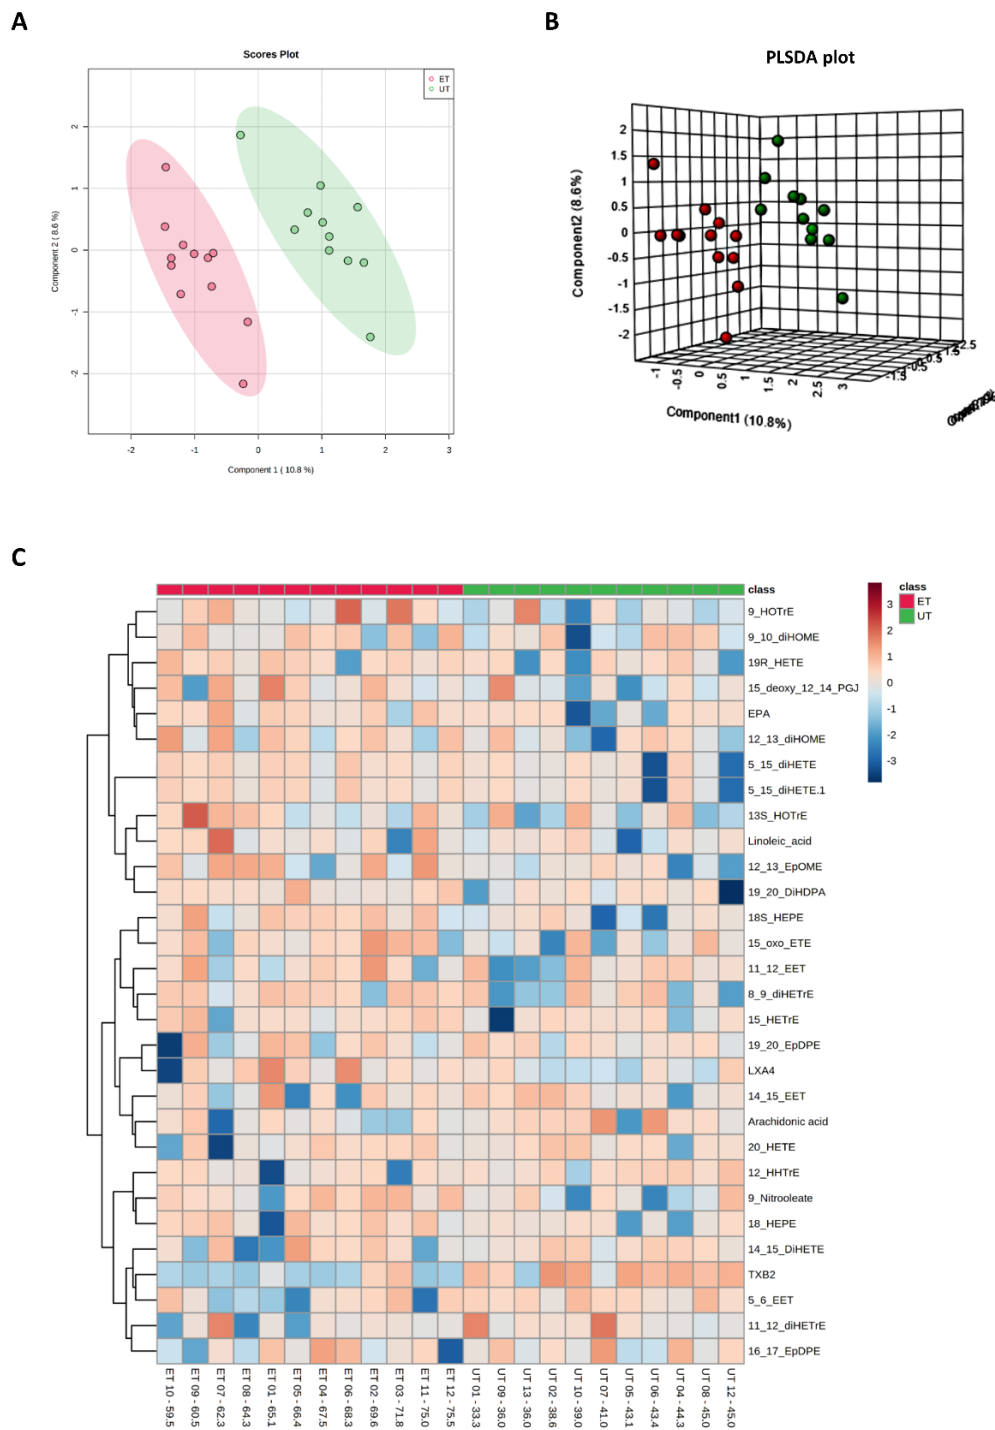 A
B
Scores Plot
PLSDA plot
ET
UT
2
1
0
-1
-2
Component 2 ( 8.6 %)
-2
-1
0
1
2
3
Component 1 ( 10.8 %)
2
1.5
1
0.5
0
-0.5
-1
-1.5
-2
Component2 (8.6%)
-1
-0.5
0
0.5
1
1.5
2
2.5
3
Component1 (10.8%)
C
class
9_HOTrE
9_10_diHOME
19R_HETE
15_deoxy_12_14_PGJ
EPA
12_13_diHOME
5_15_diHETE
5_15_diHETE.1
13S_HOTrE
Linoleic_acid
12_13_EpOME
19_20_DiHDPA
18S_HEPE
15_oxo_ETE
11_12_EET
8_9_diHETrE
15_HETrE
19_20_EpDPE
LXA4
14_15_EET
Arachidonic acid
20_HETE
12_HHTrE
9_Nitrooleate
18_HEPE
14_15_DiHETE
TXB2
5_6_EET
11_12_diHETrE
16_17_EpDPE
3
2
1
0
-1
-2
-3
class
ET
UT
ET 10 - 59.5
ET 09 - 60.5
ET 07 - 62.3
ET 08 - 64.3
ET 01 - 65.1
ET 05 - 66.4
ET 04 - 67.5
ET 06 - 68.3
ET 02 - 69.6
ET 03 - 71.8
ET 11 - 75.0
ET 12 - 75.5
UT 01 - 33.3
UT 09 - 36.0
UT 13 - 36.0
UT 02 - 38.6
UT 10 - 39.0
UT 07 - 41.0
UT 05 - 43.1
UT 06 - 43.4
UT 04 - 44.3
UT 08 - 45.0
UT 12 - 45.0